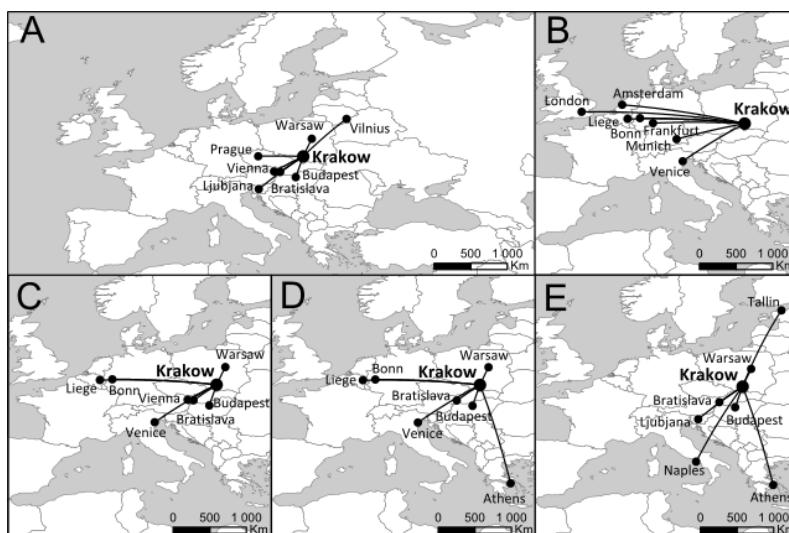 A
Warsaw
Vilnius
Prague
Krakow
Vienna
Budapest
Ljubjana
Bratislava
0 500 1 000
Km
B
Amsterdam
London
Krakow
Liege
Bonn
Frankfurt
Munich
Venice
0 500 1 000
Km
C
Warsaw
Krakow
Liege
Bonn
Vienna
Budapest
Bratislava
Venice
0 500 1 000
Km
D
Warsaw
Krakow
Bonn
Liege
Bratislava
Budapest
Venice
Athens
0 500 1 000
Km
E
Tallin
Warsaw
Krakow
Bratislava
Ljubjana
Budapest
Naples
Athens
0 500 1 000
Km